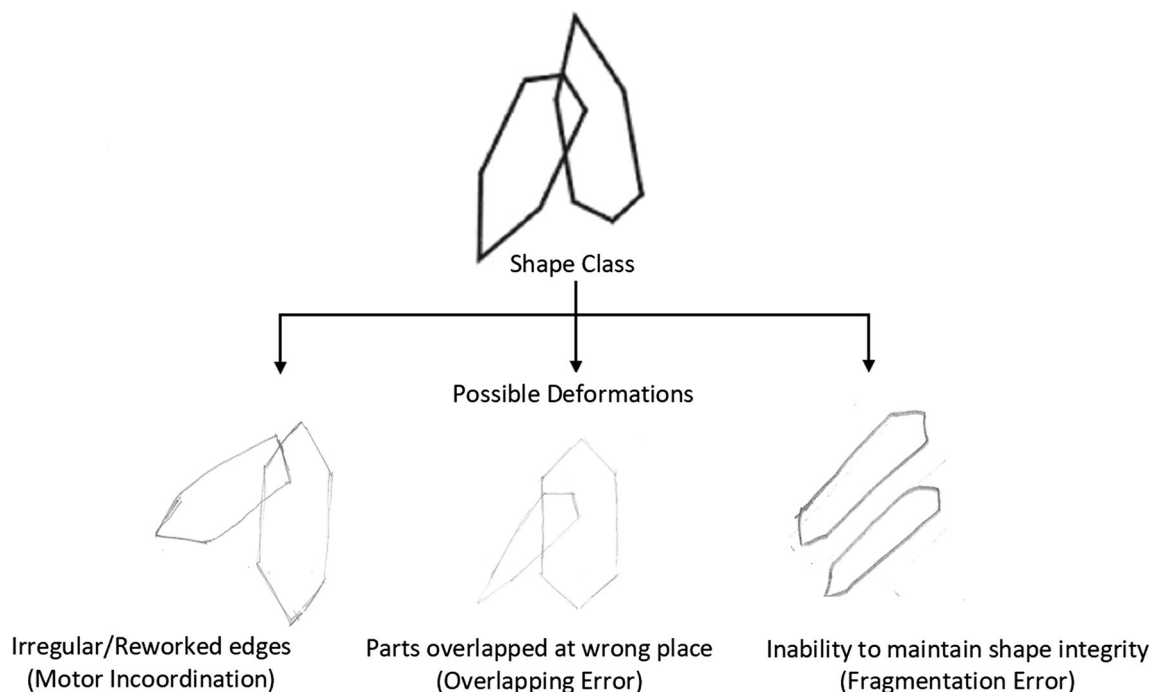 Shape Class
Possible Deformations
Irregular/Reworked edges
(Motor Incoordination)
Parts overlapped at wrong place
(Overlapping Error)
Inability to maintain shape integrity
(Fragmentation Error)